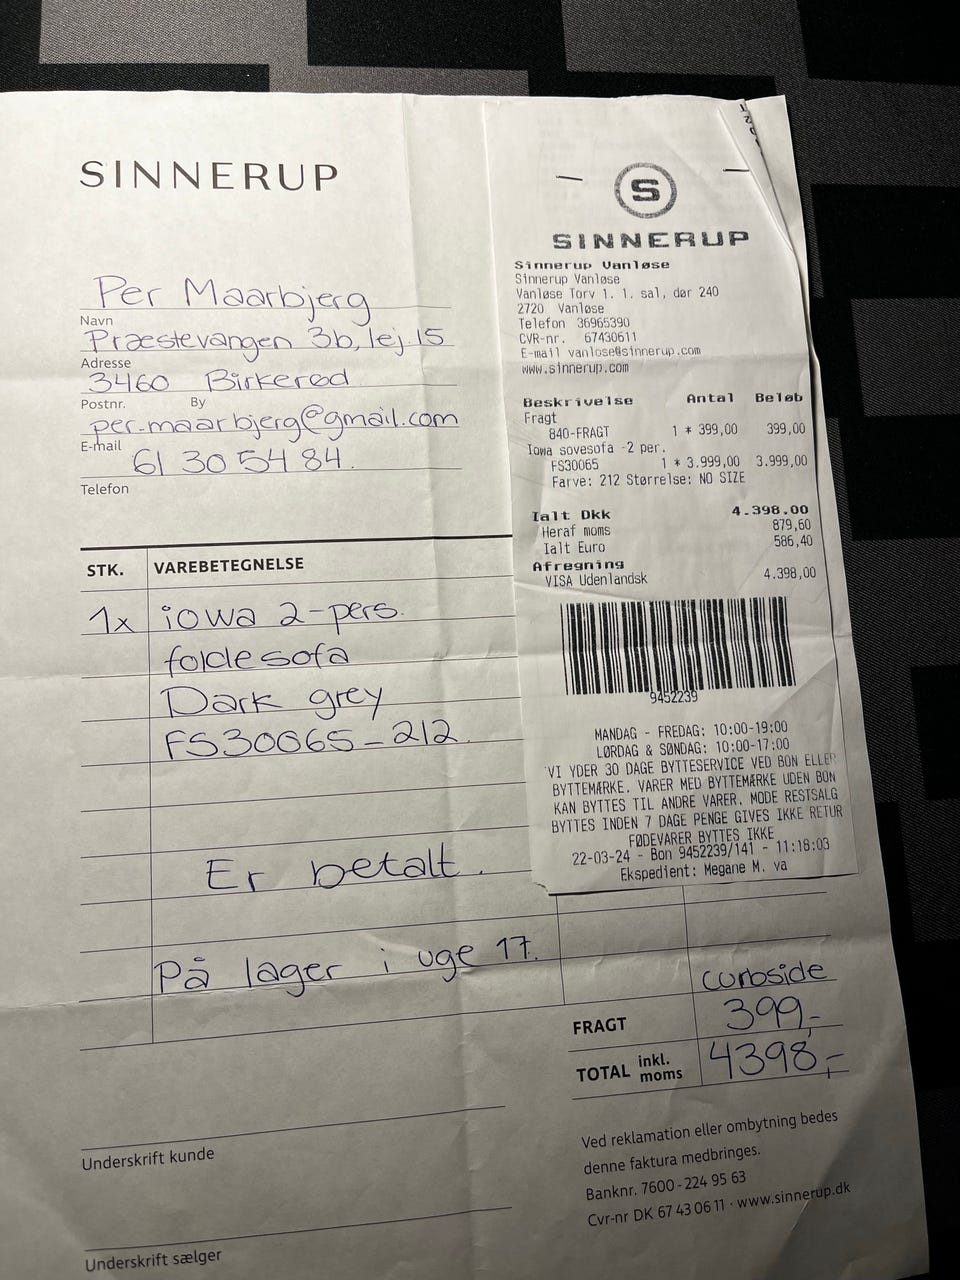 SINNERUP
Per Maarbjerg
Navn
Præstevangen 3b, lej.15
Adresse
3460 Birkerød
Postnr. By
per.maarbjerg@gmail.com
E-mail
61 30 54 84.
Telefon
STK. VAREBETEGNELSE
1x iowa 2-pers.
foldesofa
Dark grey
FS30065-212
Er betalt.
På lager i uge 17.
curbside
FRAGT 399,-
TOTAL inkl. moms 4398,-
Underskrift kunde
Underskrift sælger
Ved reklamation eller ombytning bedes
denne faktura medbringes.
Banknr. 7600 - 224 95 63
Cvr-nr DK 67 43 06 11 · www.sinnerup.dk
S
SINNERUP
Sinnerup Vanløse
Sinnerup Vanløse
Vanløse Torv 1. 1. sal, dør 240
2720 Vanløse
Telefon 36965390
CVR-nr. 67430611
E-mail vanlose@sinnerup.com
www.sinnerup.com
Beskrivelse Antal Beløb
Fragt
840-FRAGT 1 * 399,00 399,00
Iowa sovesofa -2 per.
FS30065 1 * 3.999,00 3.999,00
Farve: 212 Størrelse: NO SIZE
Ialt Dkk 4.398.00
Heraf moms 879,60
Ialt Euro 586,40
Afregning
VISA Udenlandsk 4.398,00
9452239
MANDAG - FREDAG: 10:00-19:00
LØRDAG & SØNDAG: 10:00-17:00
VI YDER 30 DAGE BYTTESERVICE VED BON ELLER
BYTTEMÆRKE. VARER MED BYTTEMÆRKE UDEN BON
KAN BYTTES TIL ANDRE VARER. MODE RESTSALG
BYTTES INDEN 7 DAGE PENGE GIVES IKKE RETUR
FØDEVARER BYTTES IKKE
22-03-24 - Bon 9452239/141 - 11:18:03
Ekspedient: Megane M. va